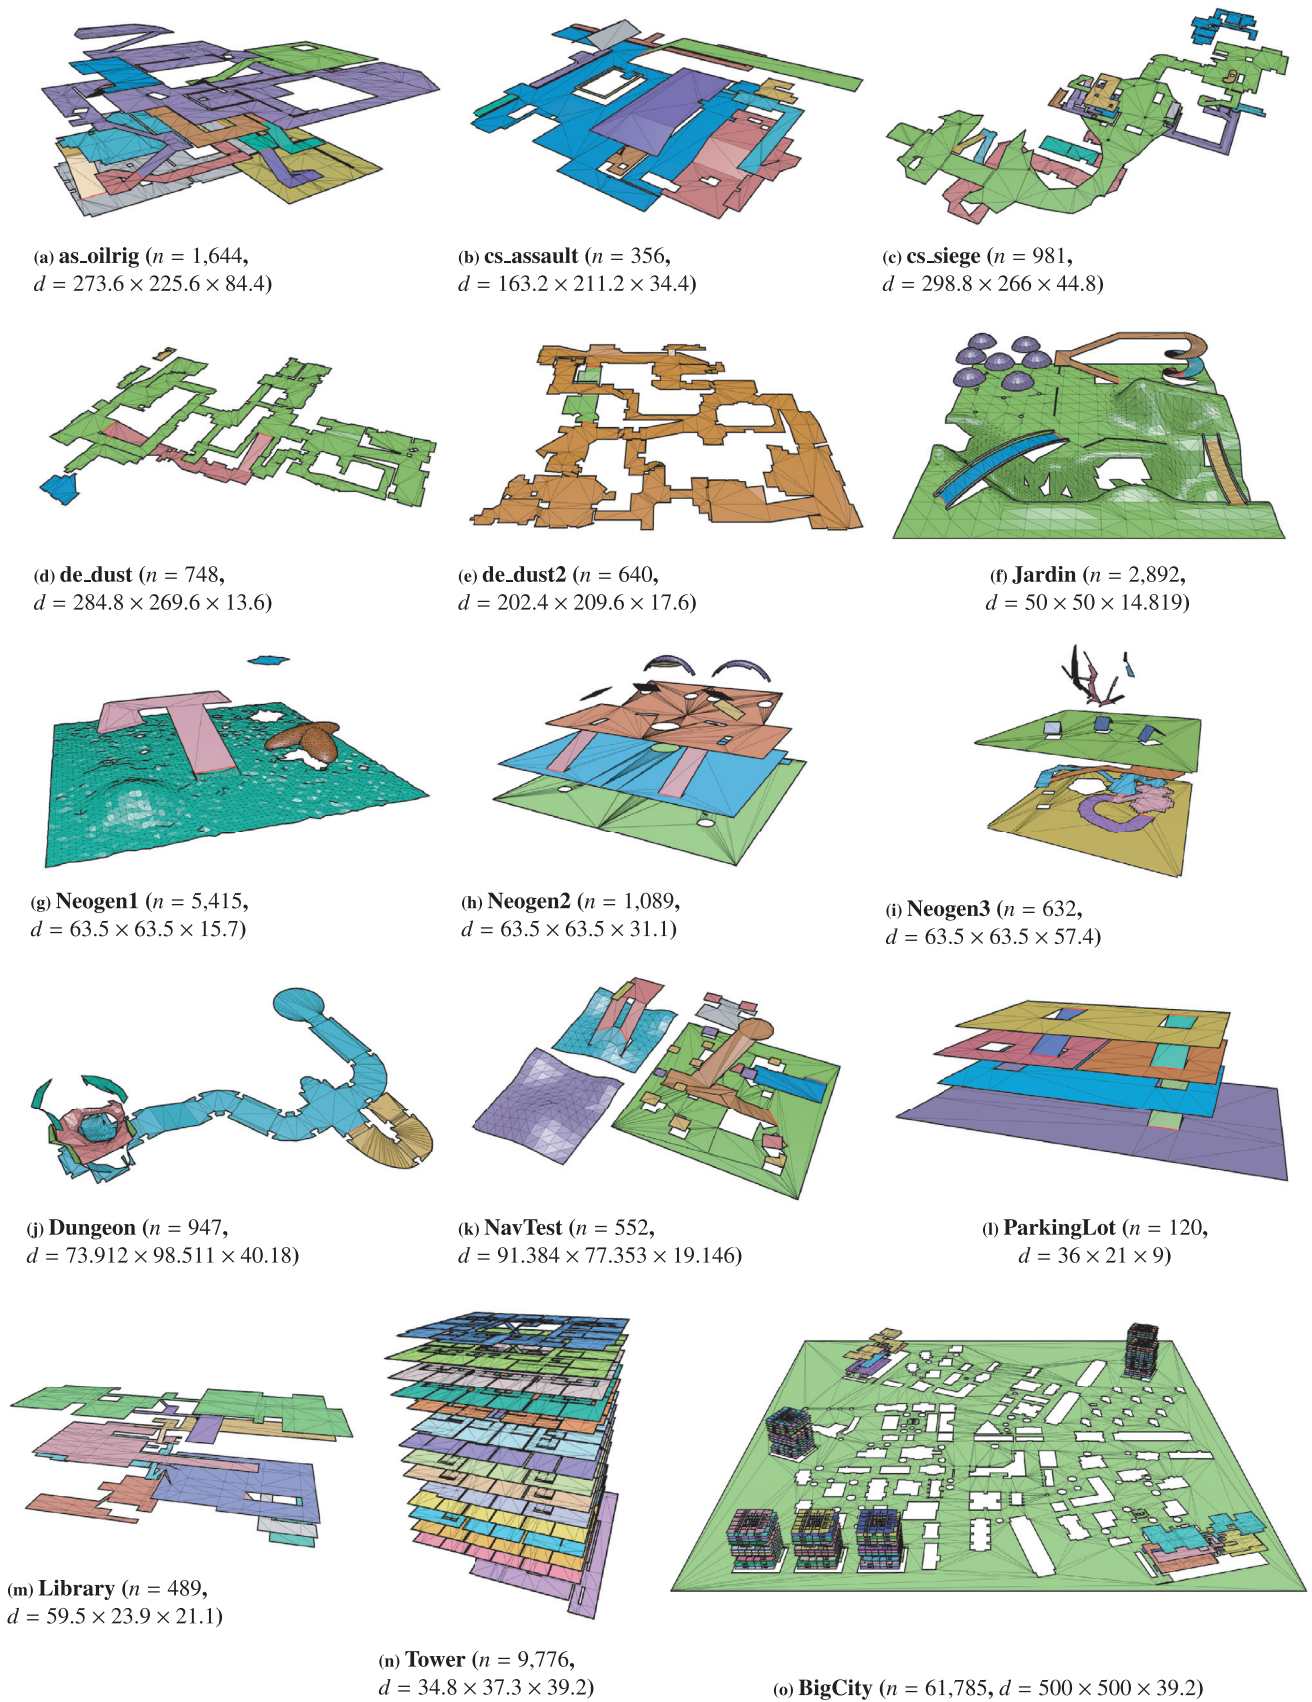 (a) as_oilrig (n = 1,644,
d = 273.6 × 225.6 × 84.4)
(b) cs_assault (n = 356,
d = 163.2 × 211.2 × 34.4)
(c) cs_siege (n = 981,
d = 298.8 × 266 × 44.8)
(d) de_dust (n = 748,
d = 284.8 × 269.6 × 13.6)
(e) de_dust2 (n = 640,
d = 202.4 × 209.6 × 17.6)
(f) Jardin (n = 2,892,
d = 50 × 50 × 14.819)
(g) Neogen1 (n = 5,415,
d = 63.5 × 63.5 × 15.7)
(h) Neogen2 (n = 1,089,
d = 63.5 × 63.5 × 31.1)
(i) Neogen3 (n = 632,
d = 63.5 × 63.5 × 57.4)
(j) Dungeon (n = 947,
d = 73.912 × 98.511 × 40.18)
(k) NavTest (n = 552,
d = 91.384 × 77.353 × 19.146)
(l) ParkingLot (n = 120,
d = 36 × 21 × 9)
(m) Library (n = 489,
d = 59.5 × 23.9 × 21.1)
(n) Tower (n = 9,776,
d = 34.8 × 37.3 × 39.2)
(o) BigCity (n = 61,785, d = 500 × 500 × 39.2)